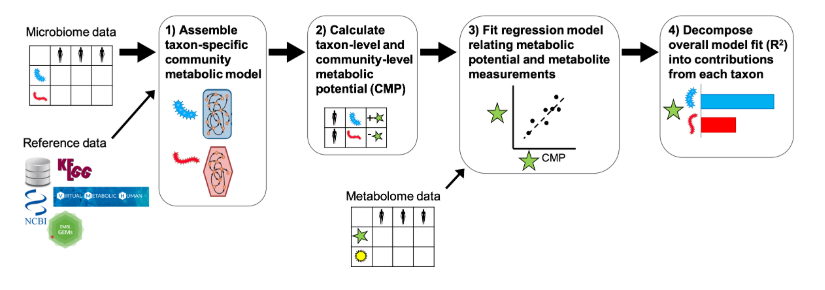 Microbiome data
Reference data
KEGG
VIRTUAL METABOLIC HUMAN
NCBI
GEMs
1) Assemble
taxon-specific
community
metabolic model
2) Calculate
taxon-level and
community-level
metabolic
potential (CMP)
+
-
Metabolome data
3) Fit regression model
relating metabolic
potential and metabolite
measurements
CMP
4) Decompose
overall model fit (R²)
into contributions
from each taxon